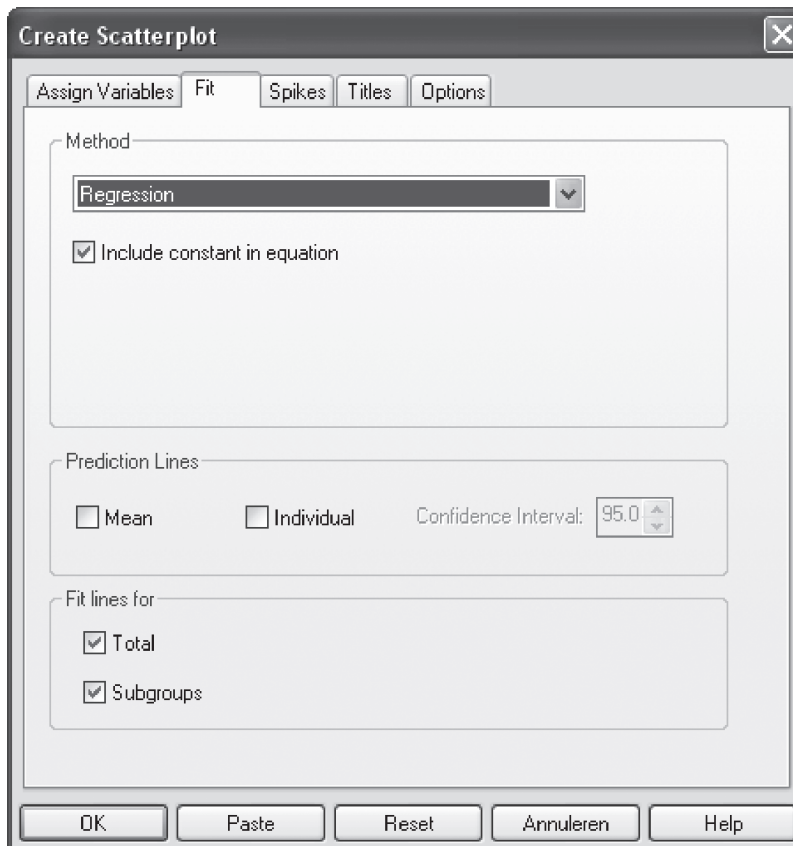 Create Scatterplot
Assign Variables Fit Spikes Titles Options
Method
Regression
Include constant in equation
Prediction Lines
Mean Individual Confidence Interval: 95.0
Fit lines for
Total
Subgroups
OK Paste Reset Annuleren Help